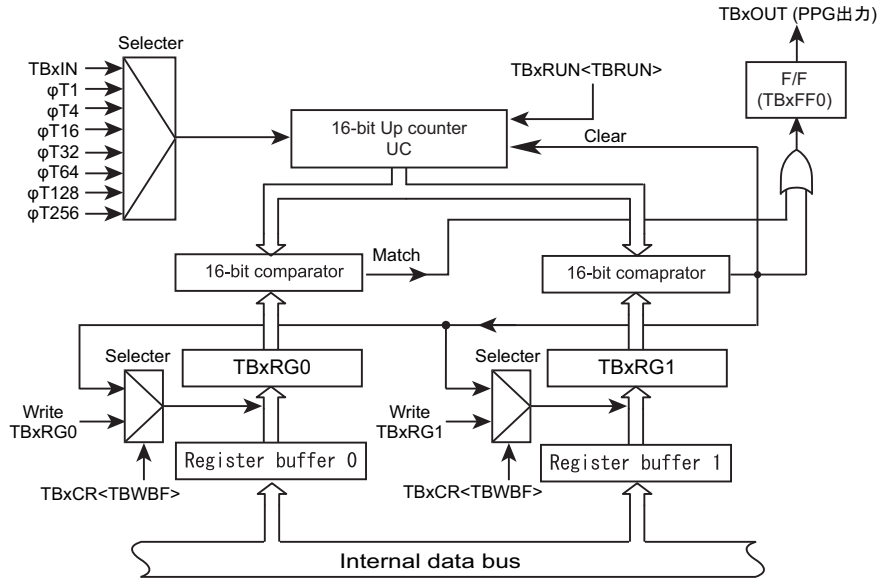 TBxOUT (PPG出力)
Selecter
TBxIN
φT1
φT4
φT16
φT32
φT64
φT128
φT256
TBxRUN<TBRUN>
F/F
(TBxFF0)
16-bit Up counter
UC
Clear
16-bit comparator
Match
16-bit comaprator
Selecter
TBxRG0
Selecter
TBxRG1
Write
TBxRG0
Write
TBxRG1
Register buffer 0
Register buffer 1
TBxCR<TBWBF>
TBxCR<TBWBF>
Internal data bus